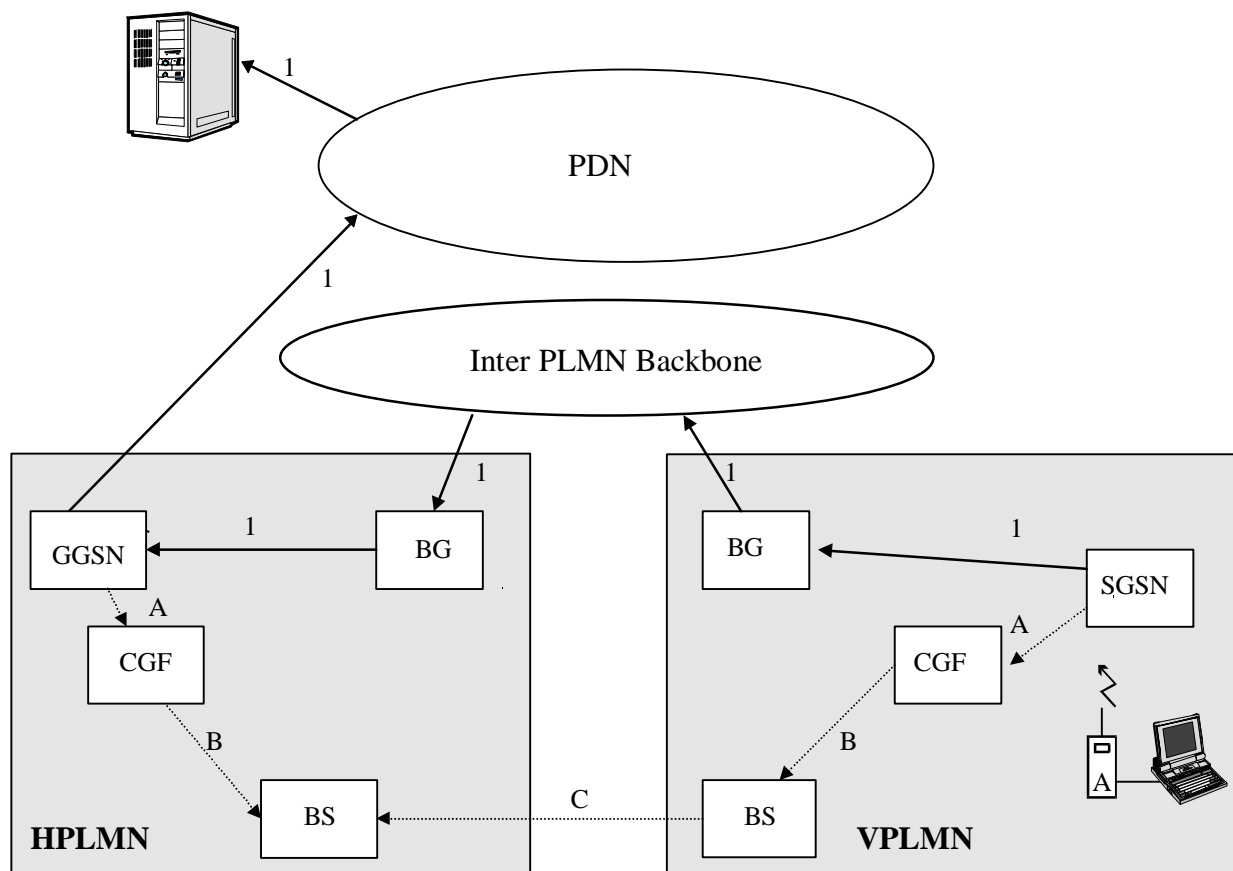 1
PDN
1
Inter PLMN Backbone
1
1
GGSN
1
BG
BG
1
SGSN
A
CGF
A
CGF
B
B
A
BS
C
BS
HPLMN
VPLMN